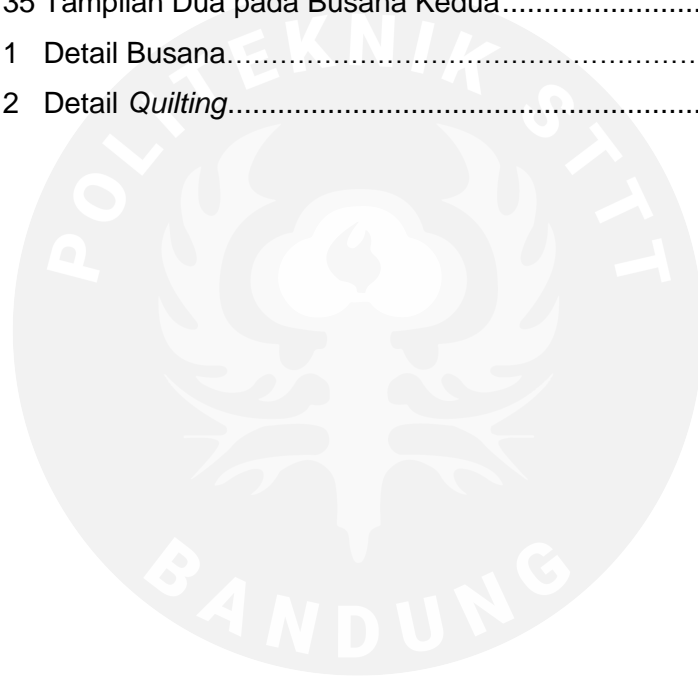 35 Tampilan Dua pada Busana Kedua...........................
1 Detail Busana……………………………………………………
2 Detail Quilting..................................................................
POLITEKNIK STTT
BANDUNG